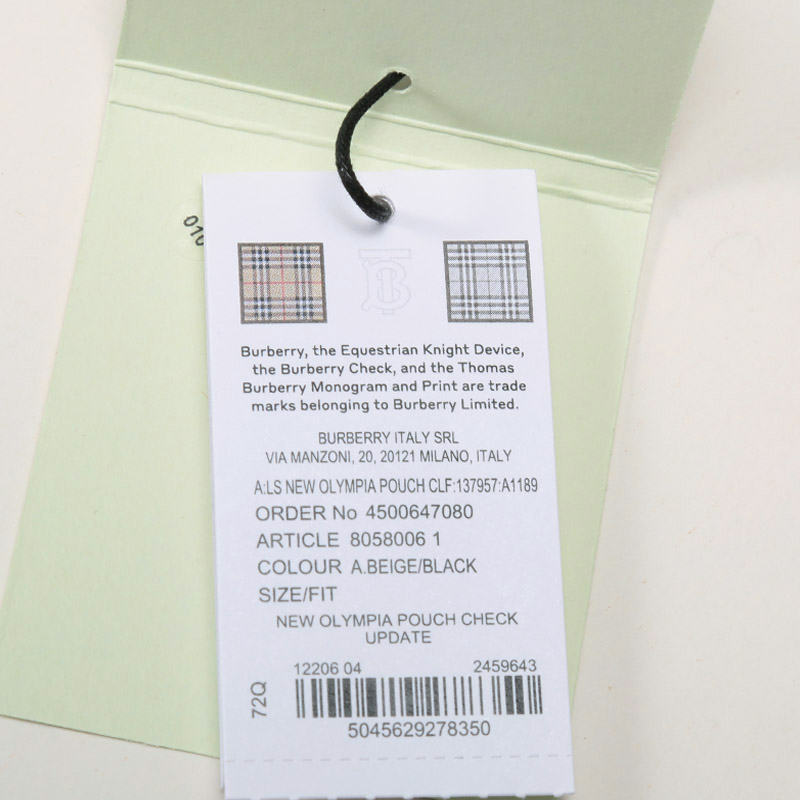 010
Burberry, the Equestrian Knight Device,
the Burberry Check, and the Thomas
Burberry Monogram and Print are trade
marks belonging to Burberry Limited.
BURBERRY ITALY SRL
VIA MANZONI, 20, 20121 MILANO, ITALY
A:LS NEW OLYMPIA POUCH CLF:137957:A1189
ORDER No 4500647080
ARTICLE 8058006 1
COLOUR A.BEIGE/BLACK
SIZE/FIT
NEW OLYMPIA POUCH CHECK
UPDATE
12206 04 2459643
72Q
5045629278350